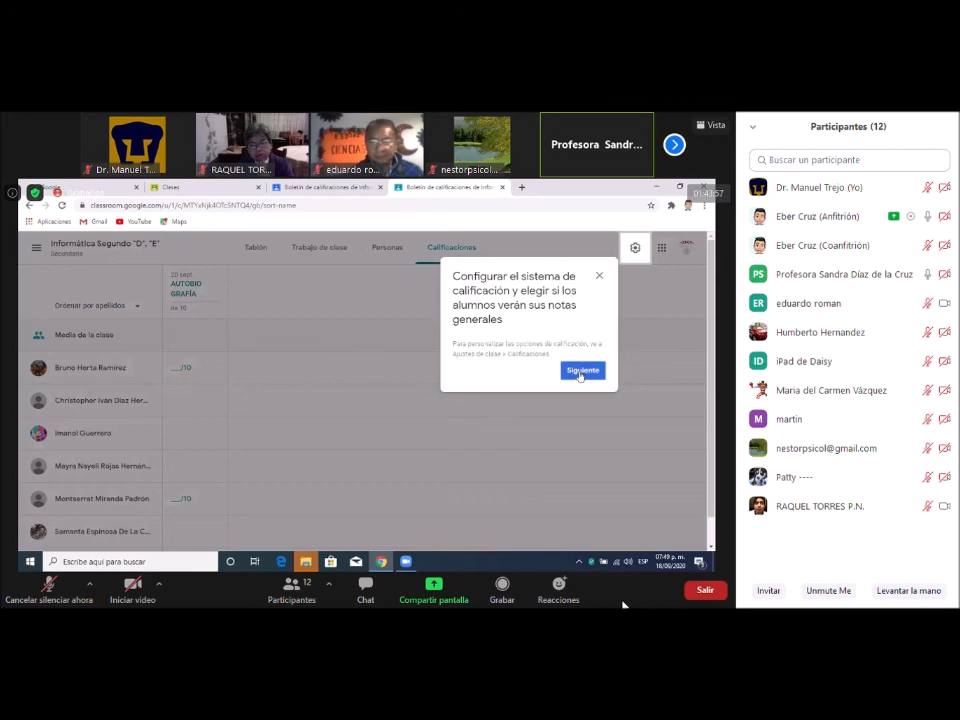 Dr. Manuel T...
RAQUEL TOR...
eduardo ro...
nestorpsicol...
Profesora Sandr...
Vista
Participantes (12)
Buscar un participante
Clases
Boletín de calificaciones de Inform
Boletín de calificaciones de Inform
01:43:57
classroom.google.com/u/1/c/MTYxNjk4OTc5NTQ4/gb/sort-name
Aplicaciones
Gmail
YouTube
Maps
Informática Segundo "D", "E"
Secundaria
Tablón
Trabajo de clase
Personas
Calificaciones
20 sept.
AUTOBIO
GRAFÍA
de 10
Ordenar por apellidos
Media de la clase
Bruno Horta Ramírez
___/10
Christopher Ivan Díaz Her...
Imanol Guerrero
Mayra Nayeli Rojas Hernán...
Montserrat Miranda Padrón
___/10
Samanta Espinosa De La C...
Configurar el sistema de
calificación y elegir si los
alumnos verán sus notas
generales
Para personalizar las opciones de calificación, ve a
Ajustes de clase > Calificaciones.
Siguiente
Dr. Manuel Trejo (Yo)
Eber Cruz (Anfitrión)
Eber Cruz (Coanfitrión)
PS
Profesora Sandra Díaz de la Cruz
ER
eduardo roman
Humberto Hernandez
ID
iPad de Daisy
Maria del Carmen Vázquez
M
martin
nestorpsicol@gmail.com
Patty ----
RAQUEL TORRES P.N.
Escribe aquí para buscar
ESP
07:49 p. m.
18/09/2020
Cancelar silenciar ahora
Iniciar video
12
Participantes
Chat
Compartir pantalla
Grabar
Reacciones
Salir
Invitar
Unmute Me
Levantar la mano